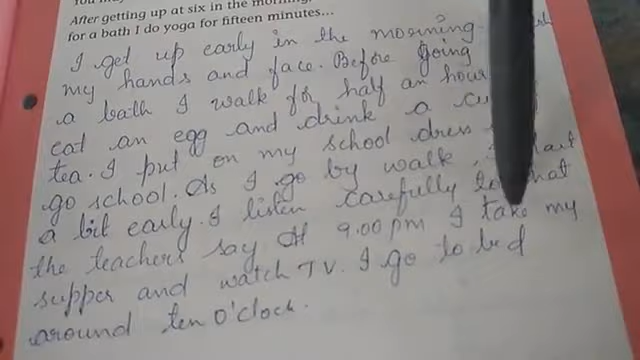 After getting up at six in the morning,
for a bath I do yoga for fifteen minutes...
I get up early in the morning.
my hands and face. Before going
a bath I walk for half an hour
eat an egg and drink a
tea. I put on my school dress
go school. As I go by walk,
a bit early. I listen carefully to what
the teachers say. At 9.00 pm I take my
supper and watch TV. I go to bed
around ten o'clock.